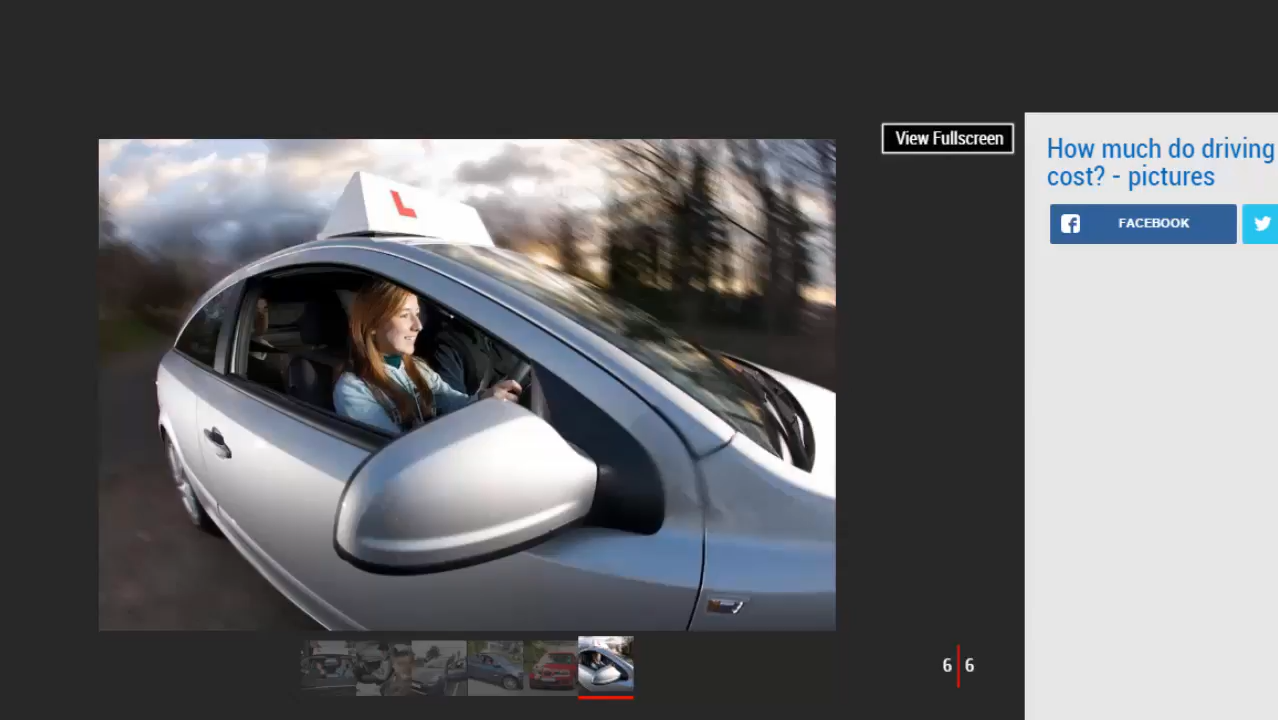 View Fullscreen
How much do driving
cost? - pictures
FACEBOOK
L
6 6